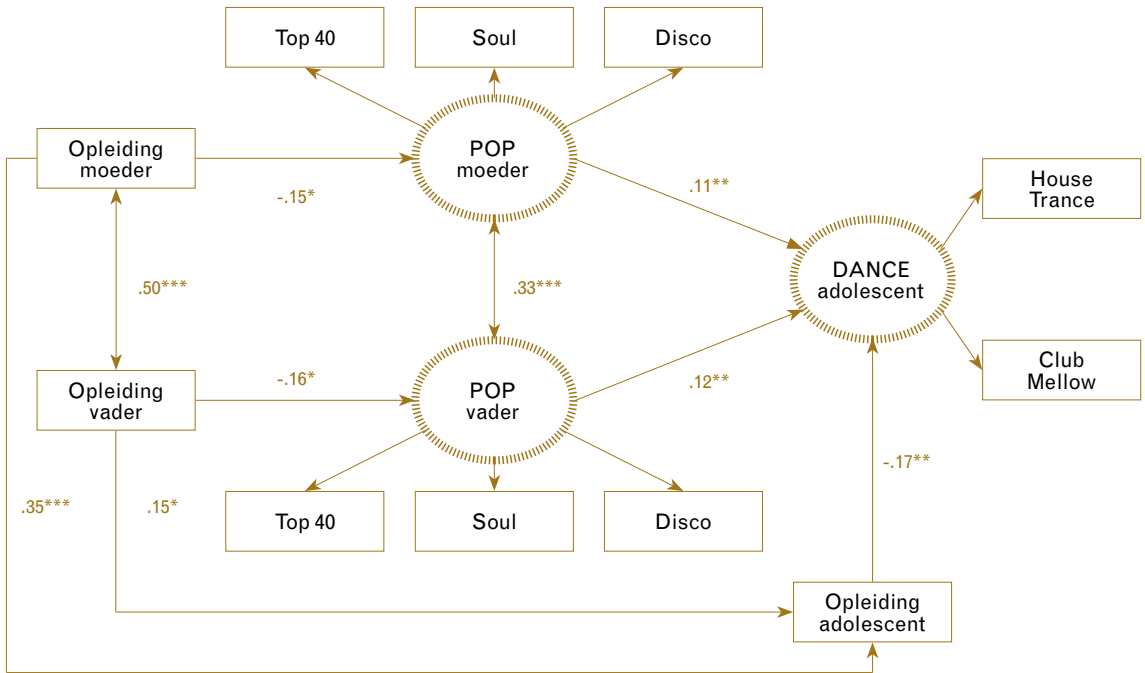 Top 40
Soul
Disco
Opleiding
moeder
POP
moeder
-.15*
.11**
House
Trance
.50***
.33***
DANCE
adolescent
Opleiding
vader
-.16*
POP
vader
.12**
Club
Mellow
-.17**
.35***
.15*
Top 40
Soul
Disco
Opleiding
adolescent